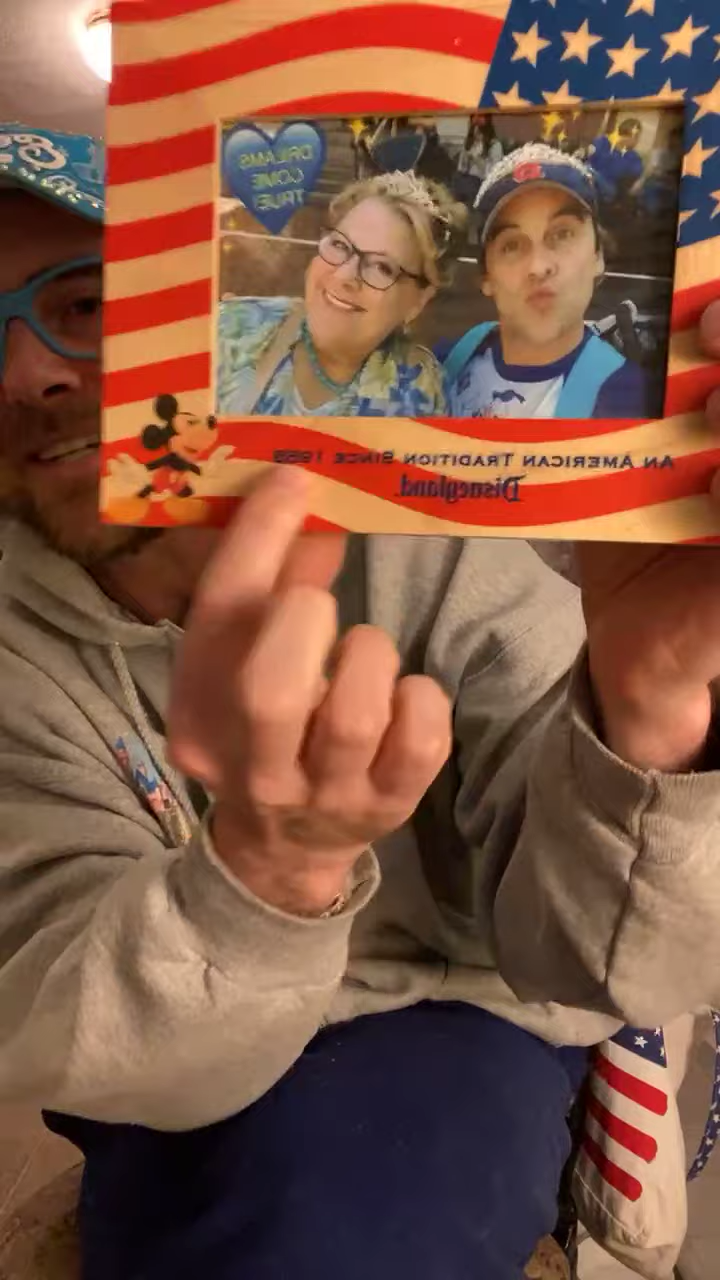 DREAMS
COME
TRUE!
AN AMERICAN TRADITION SINCE 1955
Disneyland.